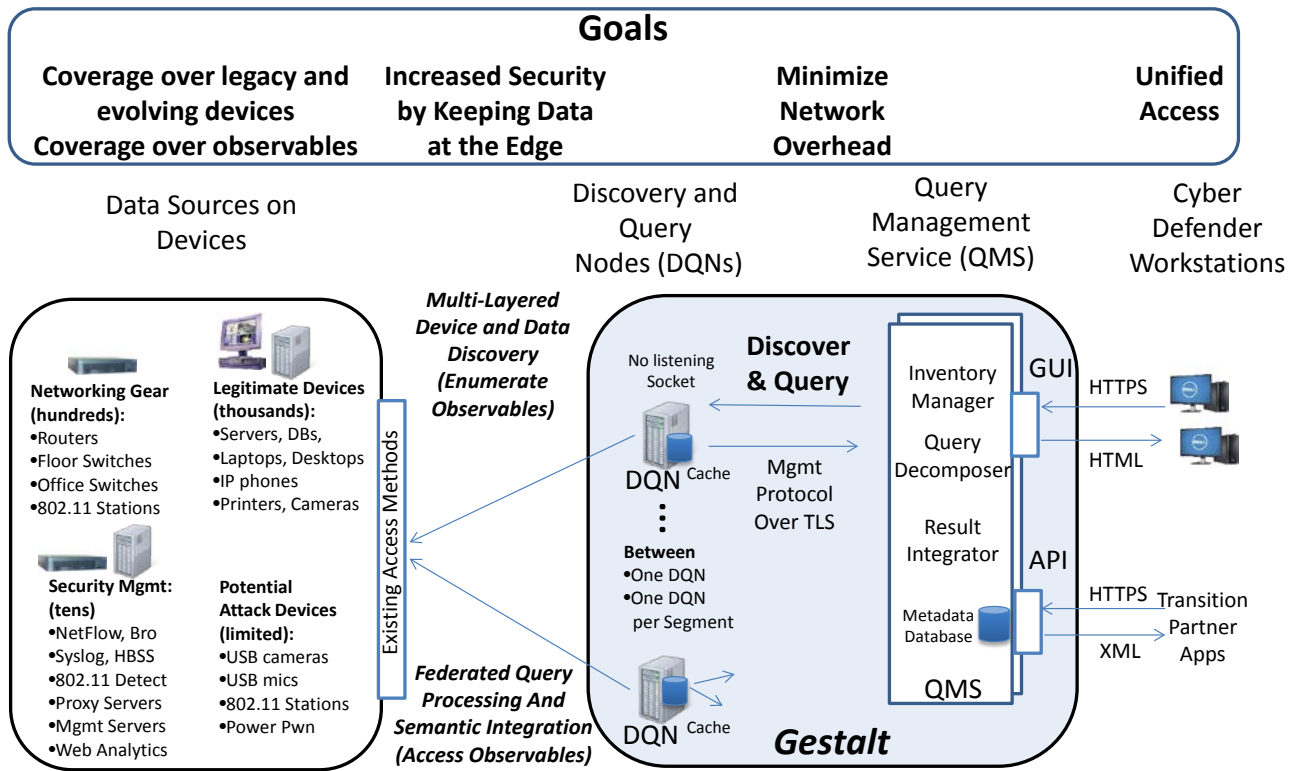 Goals
Coverage over legacy and
evolving devices
Coverage over observables
Increased Security
by Keeping Data
at the Edge
Minimize
Network
Overhead
Unified
Access
Data Sources on
Devices
Discovery and
Query
Nodes (DQNs)
Query
Management
Service (QMS)
Cyber
Defender
Workstations
Networking Gear
(hundreds):
•Routers
•Floor Switches
•Office Switches
•802.11 Stations
Legitimate Devices
(thousands):
•Servers, DBs,
•Laptops, Desktops
•IP phones
•Printers, Cameras
Security Mgmt:
(tens)
•NetFlow, Bro
•Syslog, HBSS
•802.11 Detect
•Proxy Servers
•Mgmt Servers
•Web Analytics
Potential
Attack Devices
(limited):
•USB cameras
•USB mics
•802.11 Stations
•Power Pwn
Existing Access Methods
Multi-Layered
Device and Data
Discovery
(Enumerate
Observables)
Federated Query
Processing And
Semantic Integration
(Access Observables)
No listening
Socket
DQN
Cache
Between
•One DQN
•One DQN
per Segment
DQN
Cache
Discover
& Query
Mgmt
Protocol
Over TLS
Inventory
Manager
Query
Decomposer
Result
Integrator
Metadata
Database
QMS
Gestalt
GUI
API
HTTPS
HTML
HTTPS
XML
Transition
Partner
Apps